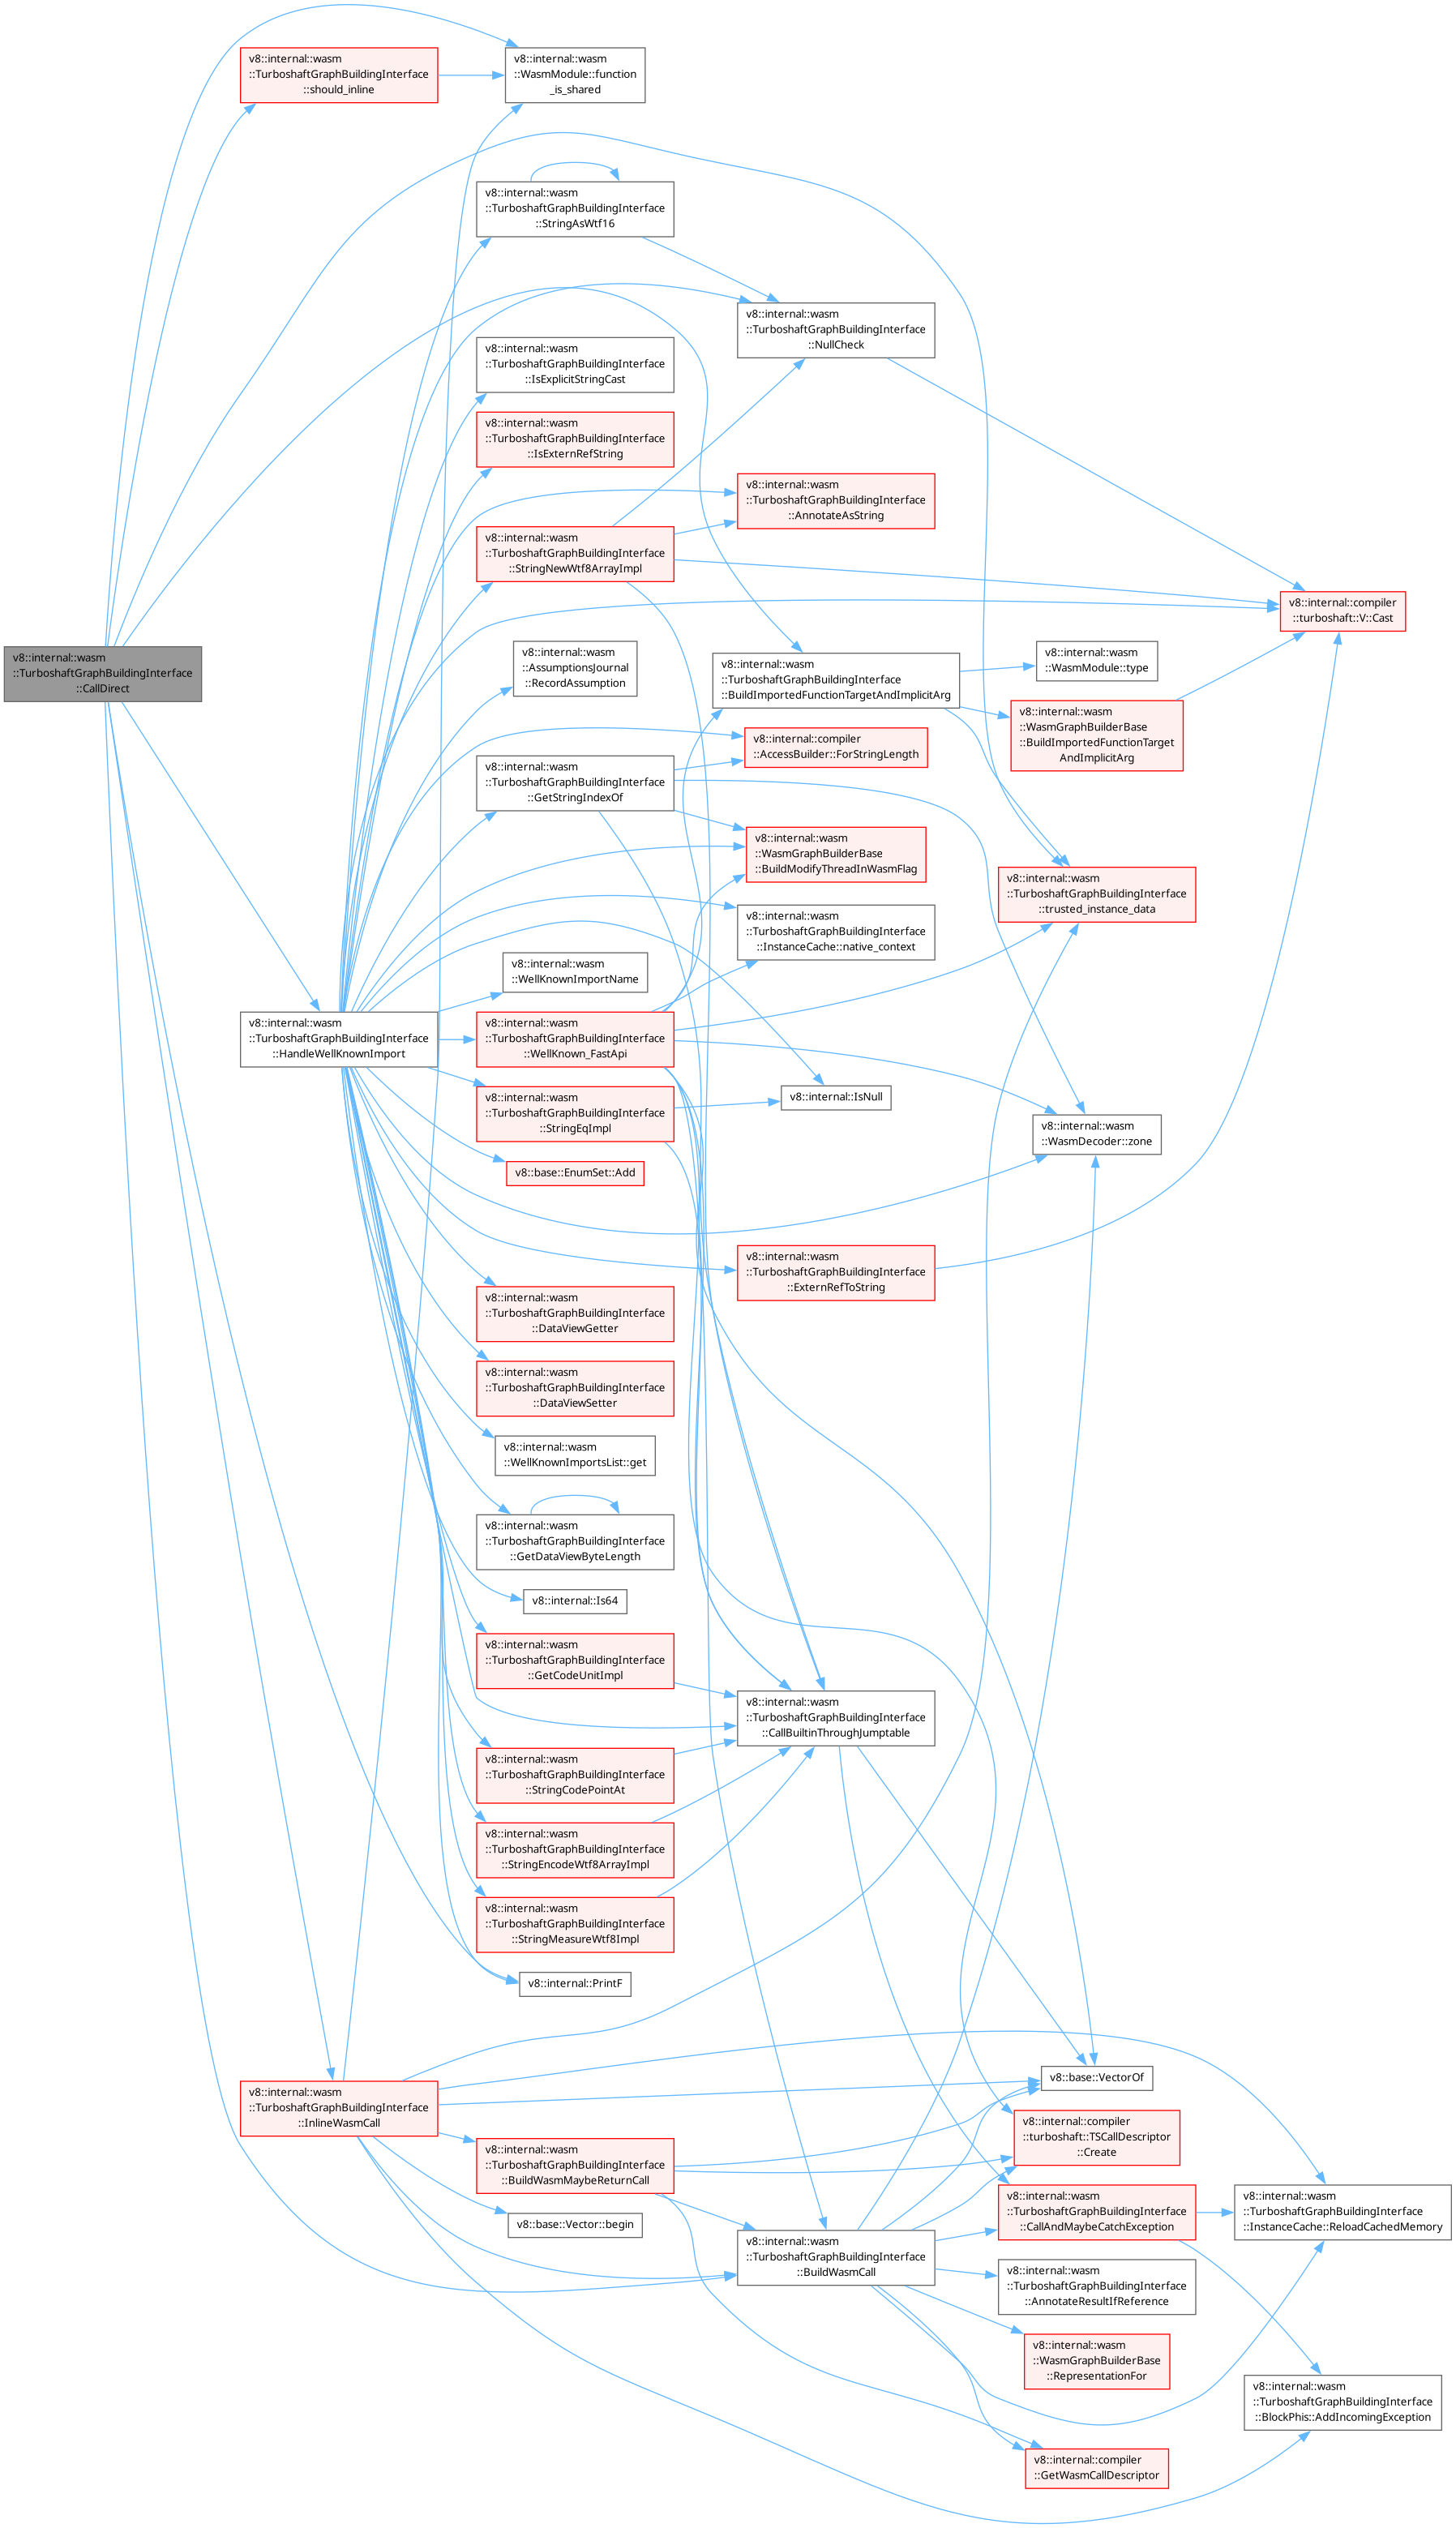 v8::internal::wasm
::TurboshaftGraphBuildingInterface
::CallDirect
v8::internal::wasm
::TurboshaftGraphBuildingInterface
::should_inline
v8::internal::wasm
::WasmModule::function
_is_shared
v8::internal::wasm
::TurboshaftGraphBuildingInterface
::StringAsWtf16
v8::internal::wasm
::TurboshaftGraphBuildingInterface
::NullCheck
v8::internal::wasm
::TurboshaftGraphBuildingInterface
::IsExplicitStringCast
v8::internal::wasm
::TurboshaftGraphBuildingInterface
::IsExternRefString
v8::internal::wasm
::TurboshaftGraphBuildingInterface
::AnnotateAsString
v8::internal::wasm
::TurboshaftGraphBuildingInterface
::StringNewWtf8ArrayImpl
v8::internal::compiler
::turboshaft::V::Cast
v8::internal::wasm
::AssumptionsJournal
::RecordAssumption
v8::internal::wasm
::TurboshaftGraphBuildingInterface
::BuildImportedFunctionTargetAndImplicitArg
v8::internal::wasm
::WasmModule::type
v8::internal::wasm
::WasmGraphBuilderBase
::BuildImportedFunctionTarget
AndImplicitArg
v8::internal::compiler
::AccessBuilder::ForStringLength
v8::internal::wasm
::TurboshaftGraphBuildingInterface
::GetStringIndexOf
v8::internal::wasm
::WasmGraphBuilderBase
::BuildModifyThreadInWasmFlag
v8::internal::wasm
::TurboshaftGraphBuildingInterface
::trusted_instance_data
v8::internal::wasm
::TurboshaftGraphBuildingInterface
::InstanceCache::native_context
v8::internal::wasm
::WellKnownImportName
v8::internal::wasm
::TurboshaftGraphBuildingInterface
::HandleWellKnownImport
v8::internal::wasm
::TurboshaftGraphBuildingInterface
::WellKnown_FastApi
v8::internal::IsNull
v8::internal::wasm
::TurboshaftGraphBuildingInterface
::StringEqImpl
v8::internal::wasm
::WasmDecoder::zone
v8::base::EnumSet::Add
v8::internal::wasm
::TurboshaftGraphBuildingInterface
::ExternRefToString
v8::internal::wasm
::TurboshaftGraphBuildingInterface
::DataViewGetter
v8::internal::wasm
::TurboshaftGraphBuildingInterface
::DataViewSetter
v8::internal::wasm
::WellKnownImportsList::get
v8::internal::wasm
::TurboshaftGraphBuildingInterface
::GetDataViewByteLength
v8::internal::Is64
v8::internal::wasm
::TurboshaftGraphBuildingInterface
::GetCodeUnitImpl
v8::internal::wasm
::TurboshaftGraphBuildingInterface
::CallBuiltinThroughJumptable
v8::internal::wasm
::TurboshaftGraphBuildingInterface
::StringCodePointAt
v8::internal::wasm
::TurboshaftGraphBuildingInterface
::StringEncodeWtf8ArrayImpl
v8::internal::wasm
::TurboshaftGraphBuildingInterface
::StringMeasureWtf8Impl
v8::internal::PrintF
v8::base::VectorOf
v8::internal::wasm
::TurboshaftGraphBuildingInterface
::InlineWasmCall
v8::internal::compiler
::turboshaft::TSCallDescriptor
::Create
v8::internal::wasm
::TurboshaftGraphBuildingInterface
::BuildWasmMaybeReturnCall
v8::base::Vector::begin
v8::internal::wasm
::TurboshaftGraphBuildingInterface
::CallAndMaybeCatchException
v8::internal::wasm
::TurboshaftGraphBuildingInterface
::InstanceCache::ReloadCachedMemory
v8::internal::wasm
::TurboshaftGraphBuildingInterface
::BuildWasmCall
v8::internal::wasm
::TurboshaftGraphBuildingInterface
::AnnotateResultIfReference
v8::internal::wasm
::WasmGraphBuilderBase
::RepresentationFor
v8::internal::wasm
::TurboshaftGraphBuildingInterface
::BlockPhis::AddIncomingException
v8::internal::compiler
::GetWasmCallDescriptor